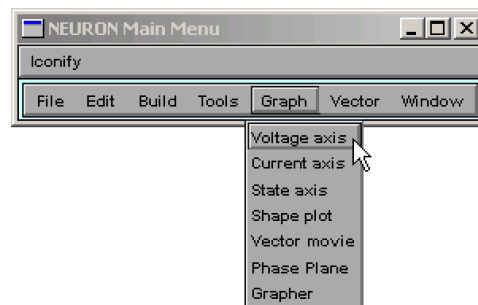 NEURON Main Menu
Iconify
File Edit Build Tools Graph Vector Window
Voltage axis
Current axis
State axis
Shape plot
Vector movie
Phase Plane
Grapher